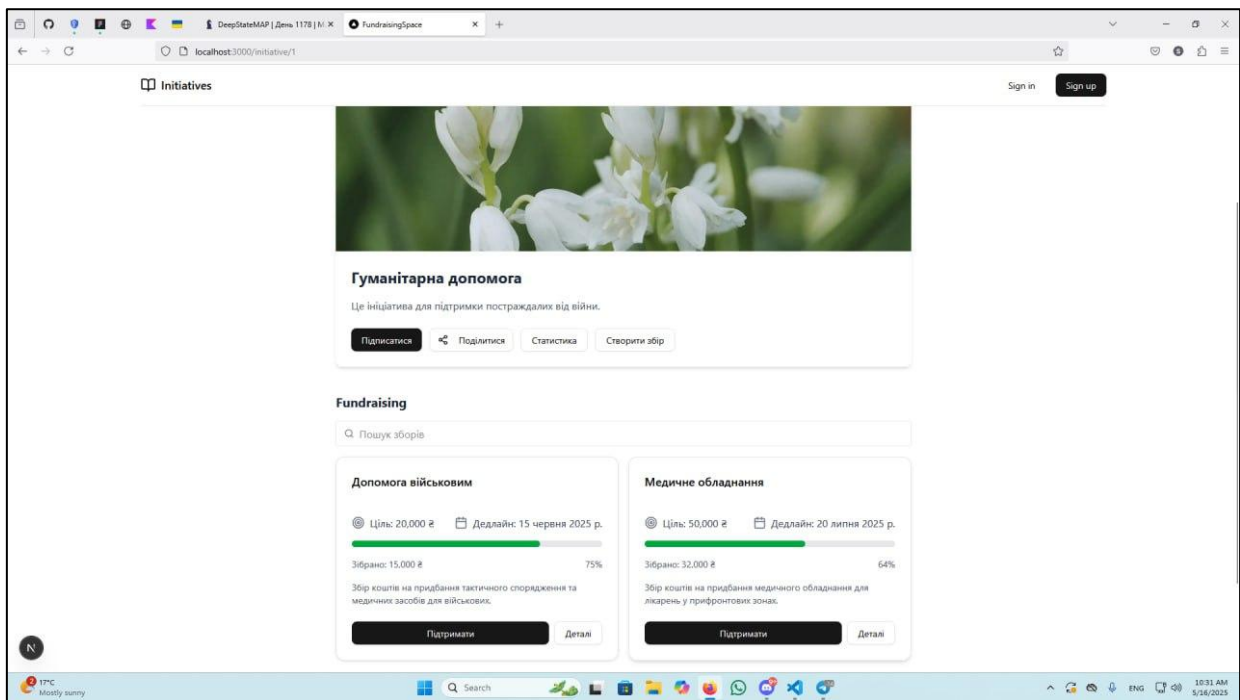 DeepStateMAP | День 1178 | М
FundraisingSpace
localhost:3000/initiative/1
Initiatives
Sign in
Sign up
Гуманітарна допомога
Це ініціатива для підтримки постраждалих від війни.
Підписатися
Поділитися
Статистика
Створити збір
Fundraising
Пошук зборів
Допомога військовим
Ціль: 20,000 ₴
Дедлайн: 15 червня 2025 р.
Зібрано: 15,000 ₴
75%
Збір коштів на придбання тактичного спорядження та
медичних засобів для військових.
Підтримати
Деталі
Медичне обладнання
Ціль: 50,000 ₴
Дедлайн: 20 липня 2025 р.
Зібрано: 32,000 ₴
64%
Збір коштів на придбання медичного обладнання для
лікарень у прифронтових зонах.
Підтримати
Деталі
N
2
17°C
Mostly sunny
Search
ENG
10:31 AM
5/16/2025